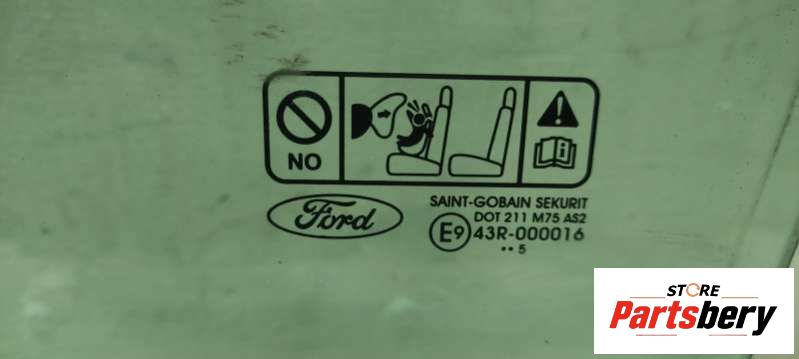 NO
Ford
SAINT-GOBAIN SEKURIT
DOT 211 M75 AS2
E9 43R-000016
•• 5
STORE
Partsbery